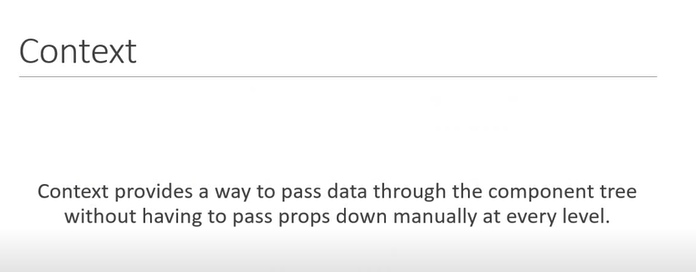 Context
Context provides a way to pass data through the component tree
without having to pass props down manually at every level.